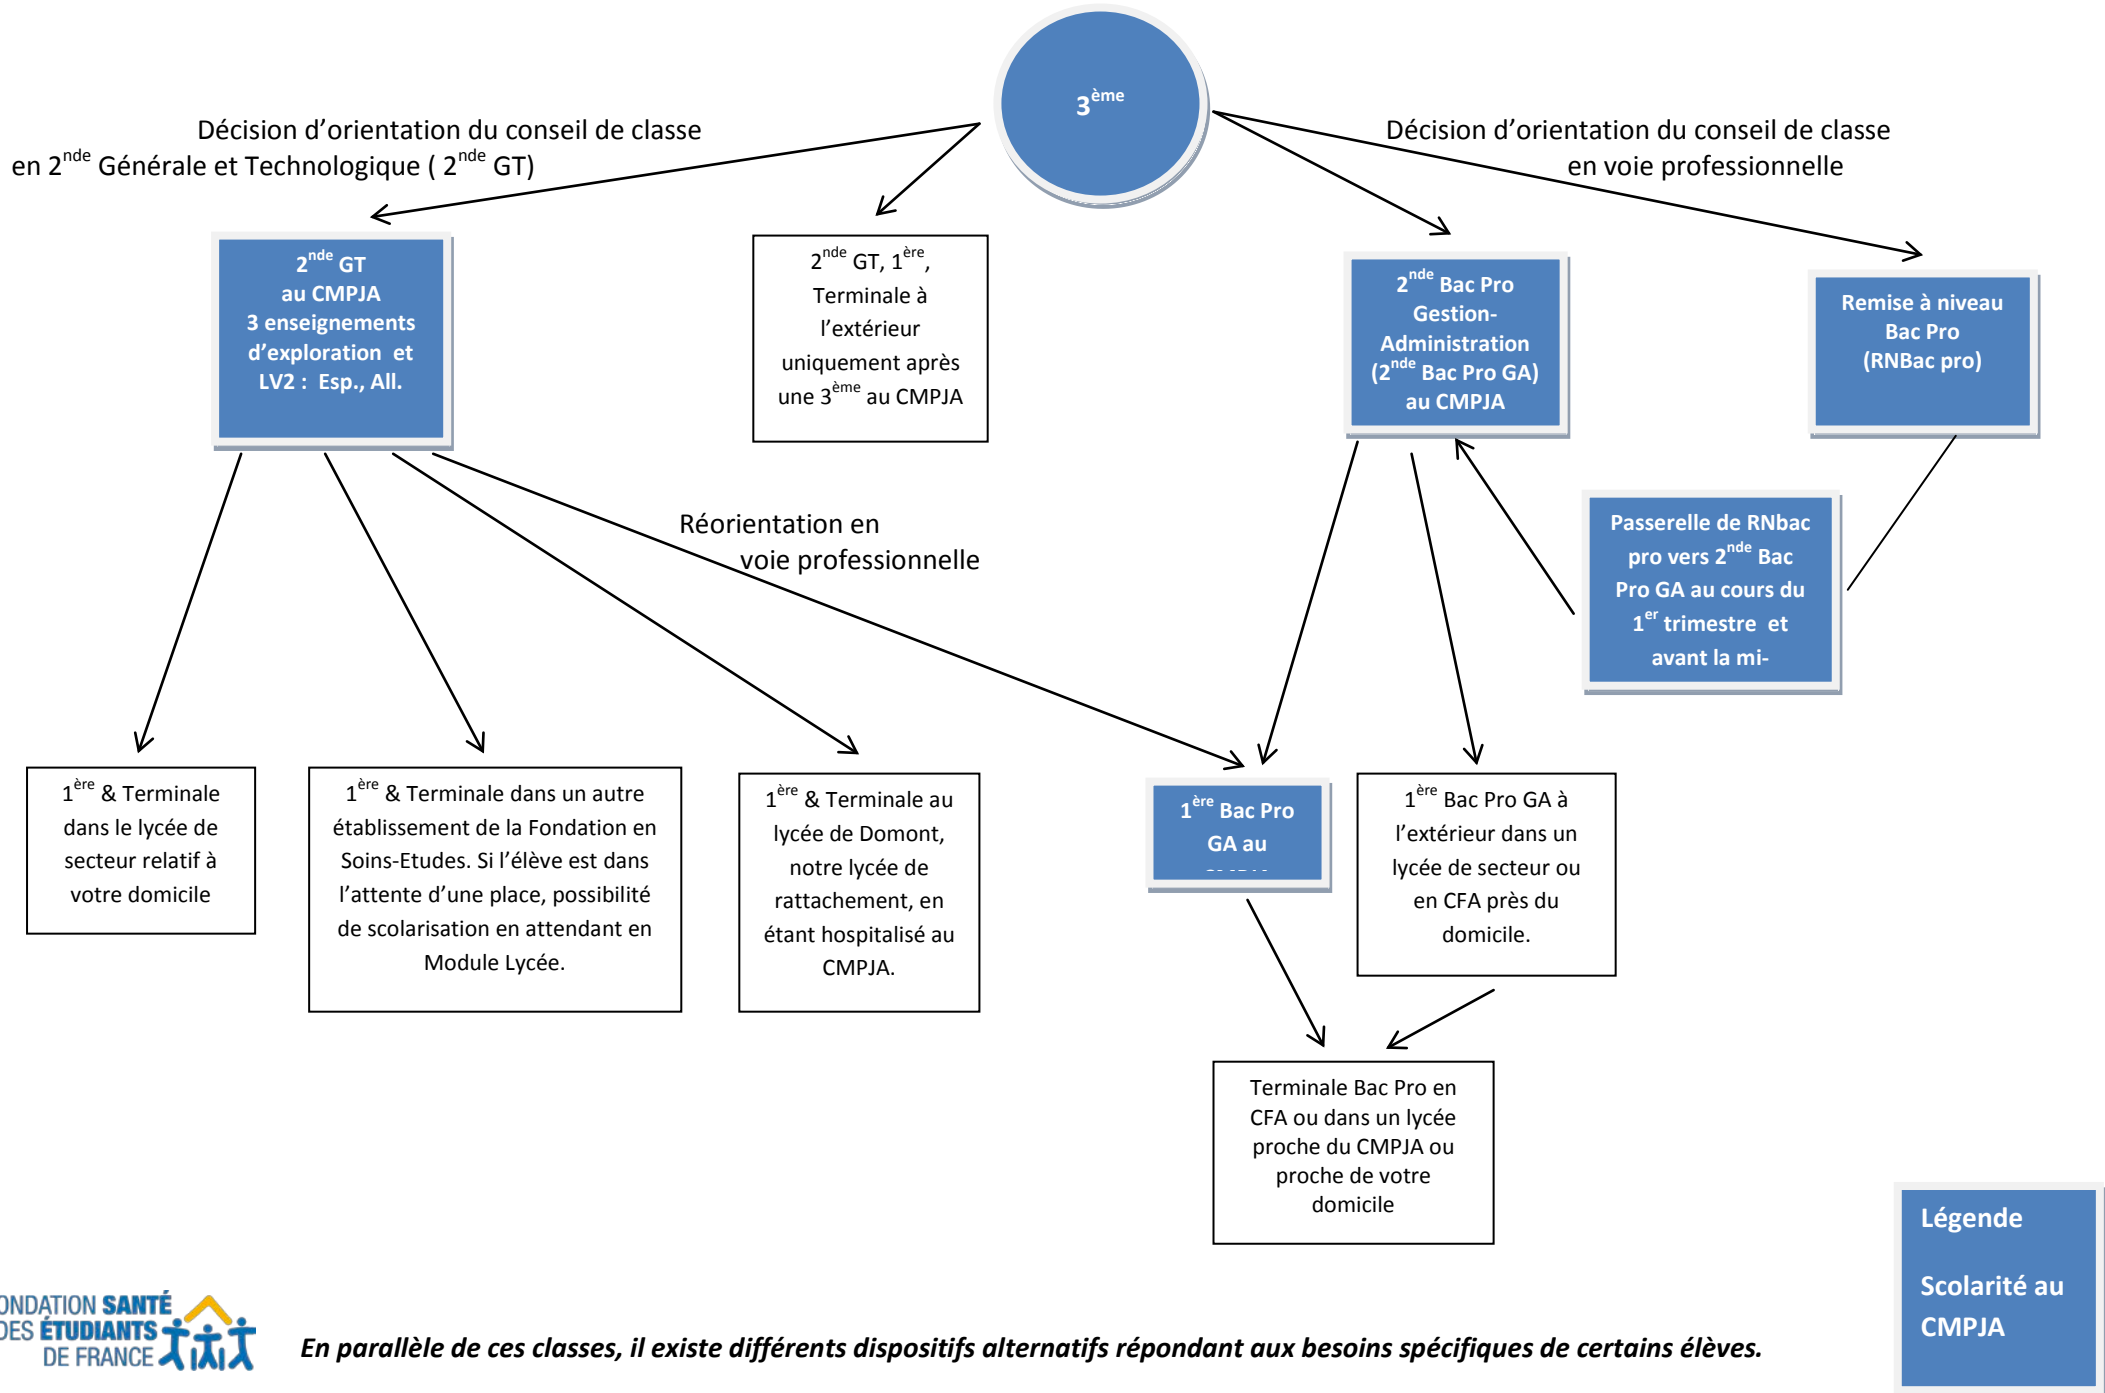 3ème
Décision d'orientation du conseil de classe
en 2nde Générale et Technologique ( 2nde GT)
Décision d'orientation du conseil de classe
en voie professionnelle
2nde GT
au CMPJA
3 enseignements
d'exploration et
LV2 : Esp., All.
2nde GT, 1ère,
Terminale à
l'extérieur
uniquement après
une 3ème au CMPJA
2nde Bac Pro
Gestion-
Administration
(2nde Bac Pro GA)
au CMPJA
Remise à niveau
Bac Pro
(RNBac pro)
Réorientation en
voie professionnelle
Passerelle de RNbac
pro vers 2nde Bac
Pro GA au cours du
1er trimestre et
avant la mi-
1ère & Terminale
dans le lycée de
secteur relatif à
votre domicile
1ère & Terminale dans un autre
établissement de la Fondation en
Soins-Etudes. Si l'élève est dans
l'attente d'une place, possibilité
de scolarisation en attendant en
Module Lycée.
1ère & Terminale au
lycée de Domont,
notre lycée de
rattachement, en
étant hospitalisé au
CMPJA.
1ère Bac Pro
GA au
1ère Bac Pro GA à
l'extérieur dans un
lycée de secteur ou
en CFA près du
domicile.
Terminale Bac Pro en
CFA ou dans un lycée
proche du CMPJA ou
proche de votre
domicile
Légende
Scolarité au
CMPJA
ONDATION SANTÉ
DES ÉTUDIANTS
DE FRANCE
En parallèle de ces classes, il existe différents dispositifs alternatifs répondant aux besoins spécifiques de certains élèves.